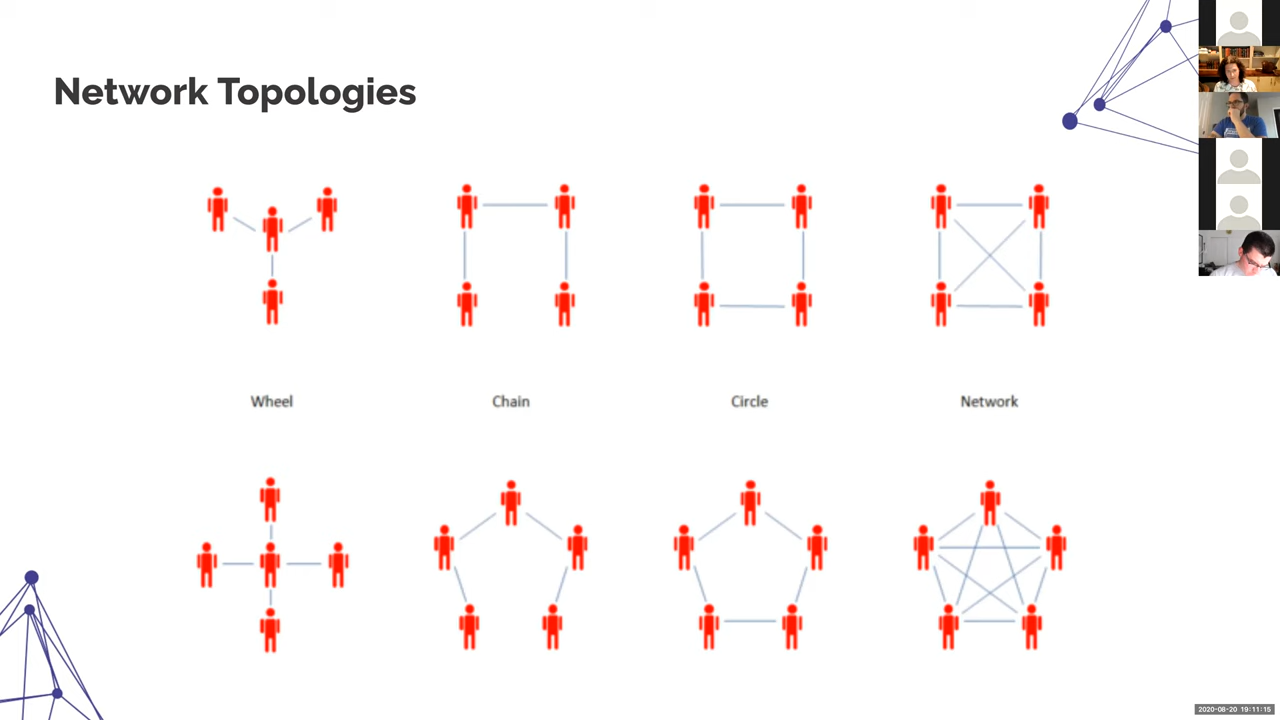 Network Topologies
Wheel
Chain
Circle
Network
2020-08-20 19:11:15